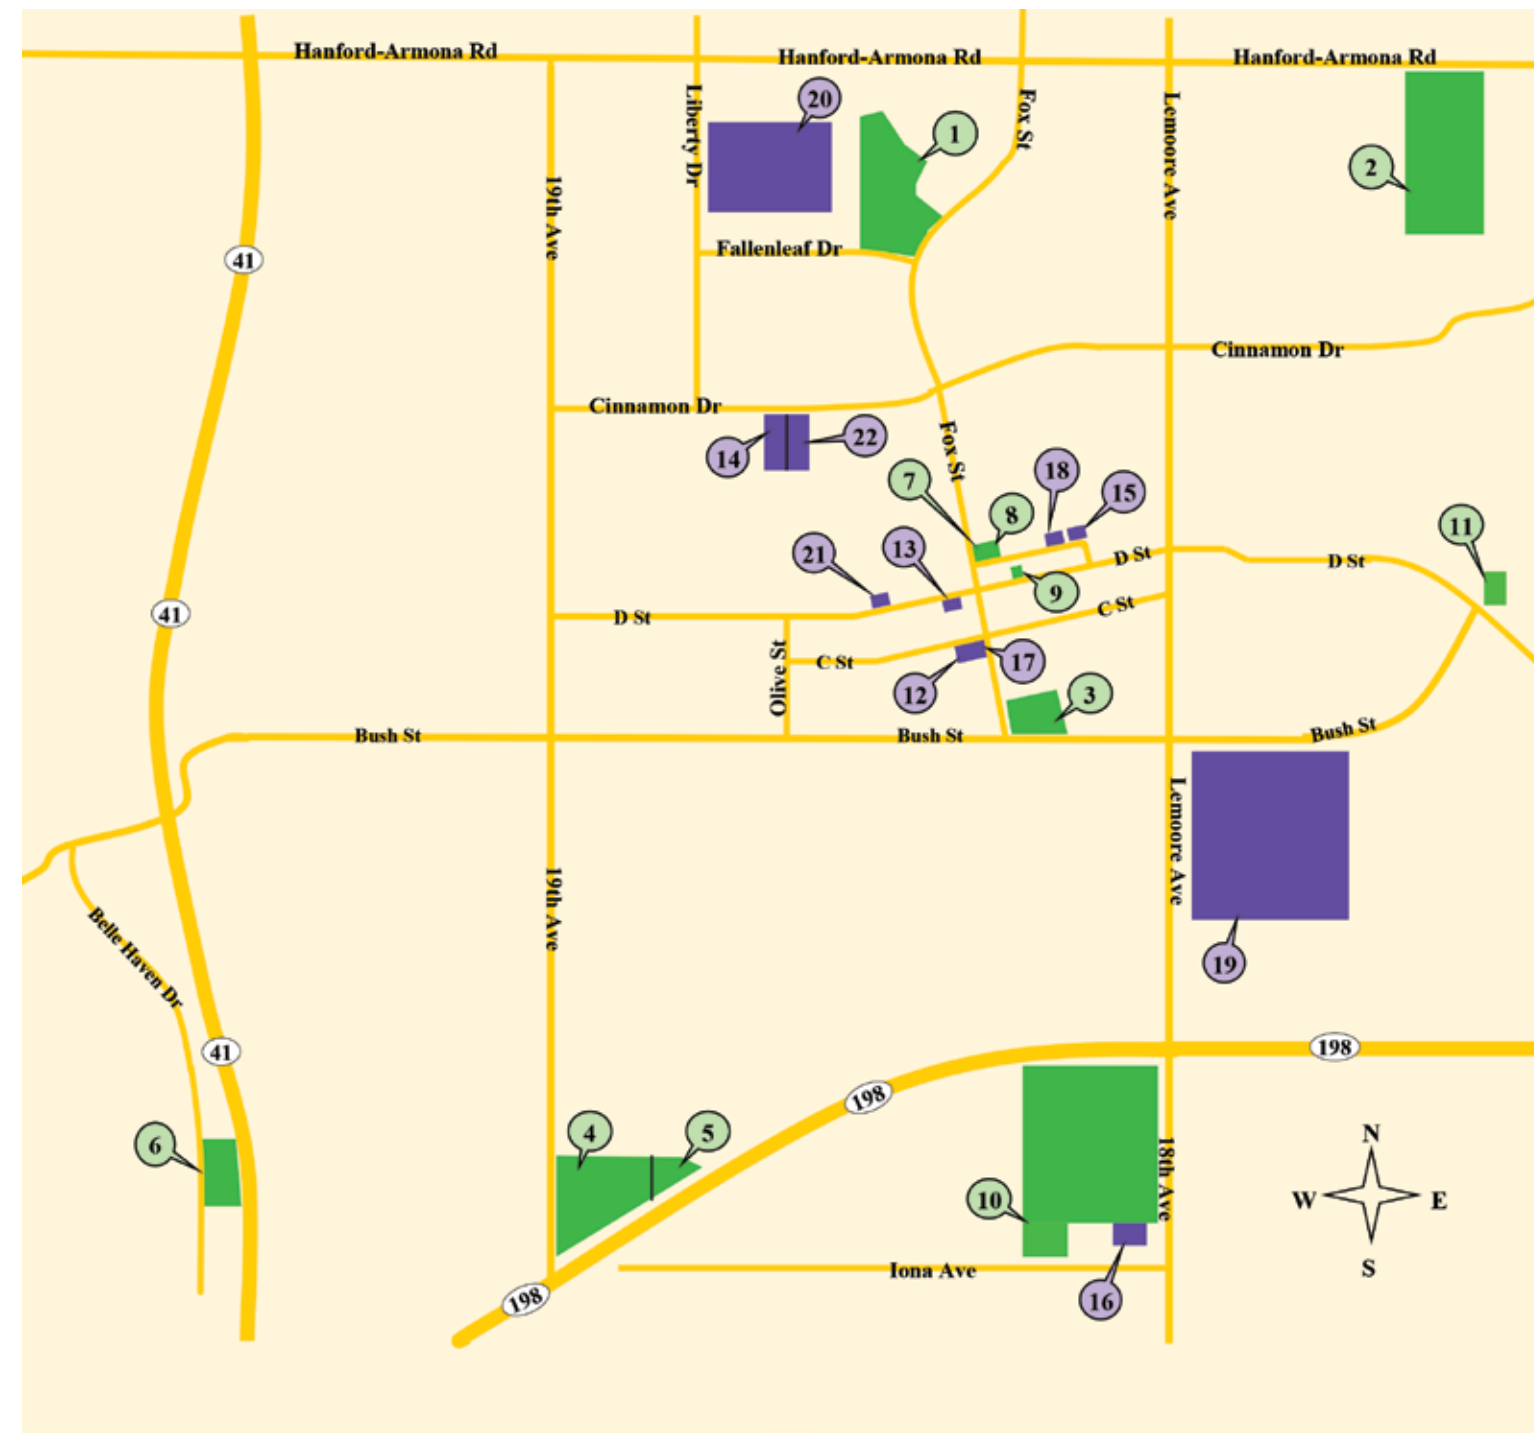 Hanford-Armona Rd
Hanford-Armona Rd
Hanford-Armona Rd
20
Liberty Dr
1
Fox St
Lemoore Ave
2
19th Ave
41
Fallenleaf Dr
Cinnamon Dr
Cinnamon Dr
14
22
Fox St
7
18
15
8
11
21
13
9
D St
D St
D St
C St
Olive St
C St
17
12
3
41
Bush St
Bush St
Bush St
Lemoore Ave
19th Ave
Belle Haven Dr
19
41
198
198
4
5
6
18th Ave
10
N
W
E
S
Iona Ave
198
16